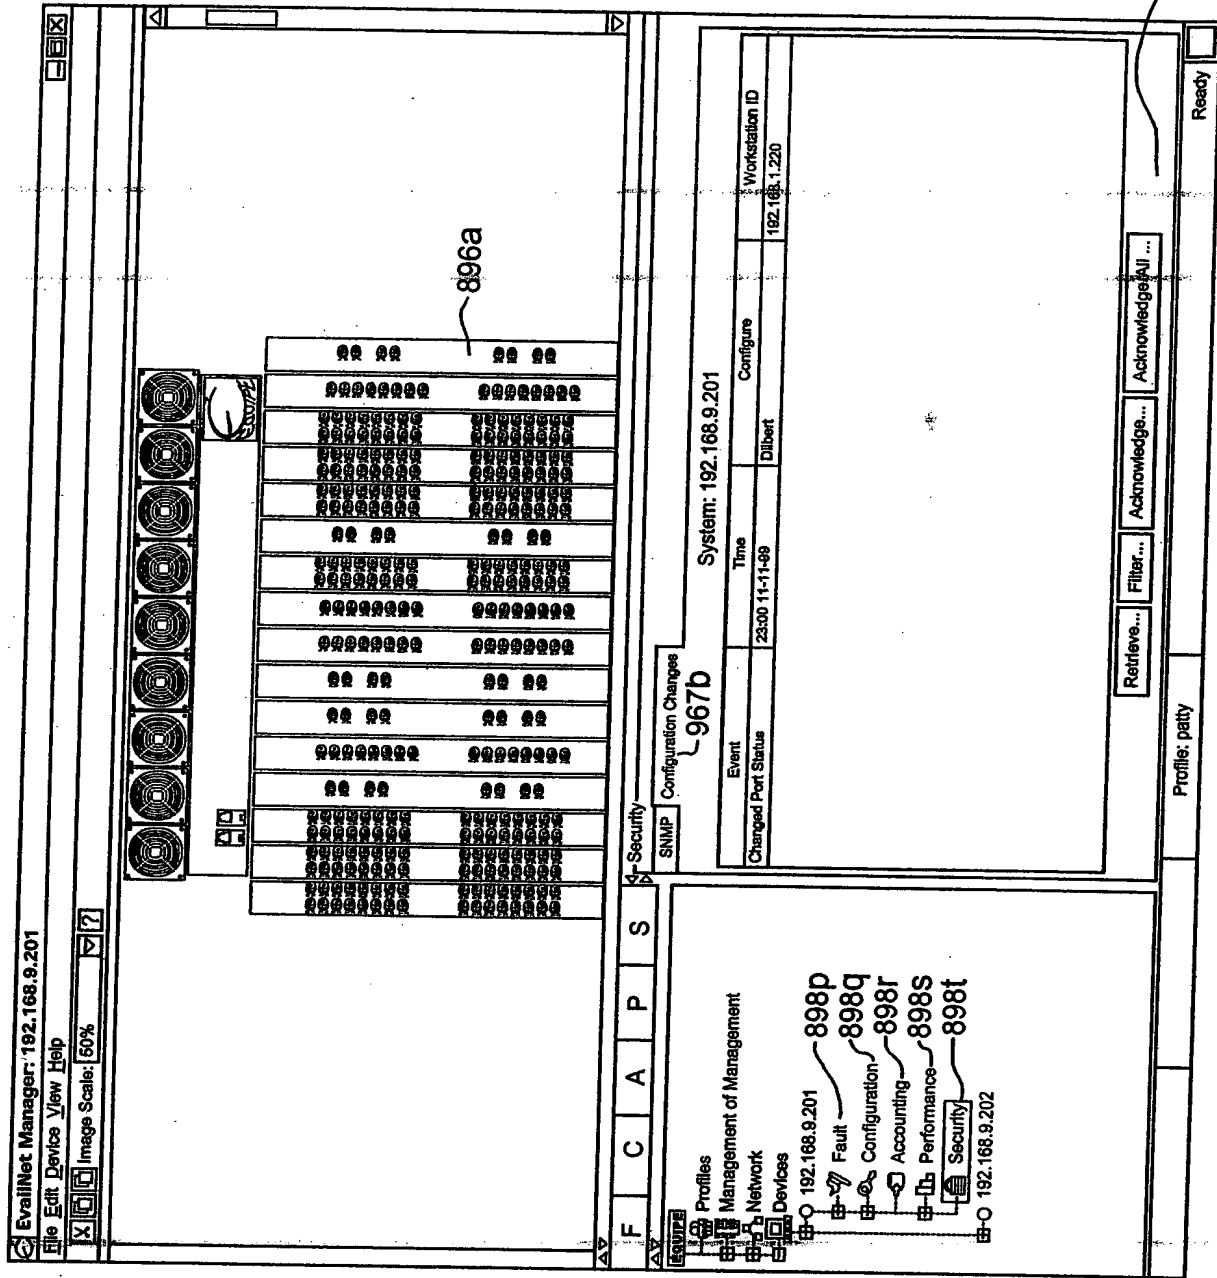 EvailNet Manager: 192.168.9.201
File Edit Device View Help
Image Scale: 50% ?
EQUIPE
896a
F C A P S
EQUIPE
Profiles
Management of Management
Network
Devices
192.168.9.201
Fault
Configuration
Accounting
Performance
Security
192.168.9.202
898p
898q
898r
898s
898t
Security
SNMP Configuration Changes
967b
System: 192.168.9.201
Event Time Configure Workstation ID
Changed Port Status 23:00 11-11-99 Dilbert 192.168.1.220
Retrieve... Filter... Acknowledge... Acknowledge All ...
Profile: patty
Ready